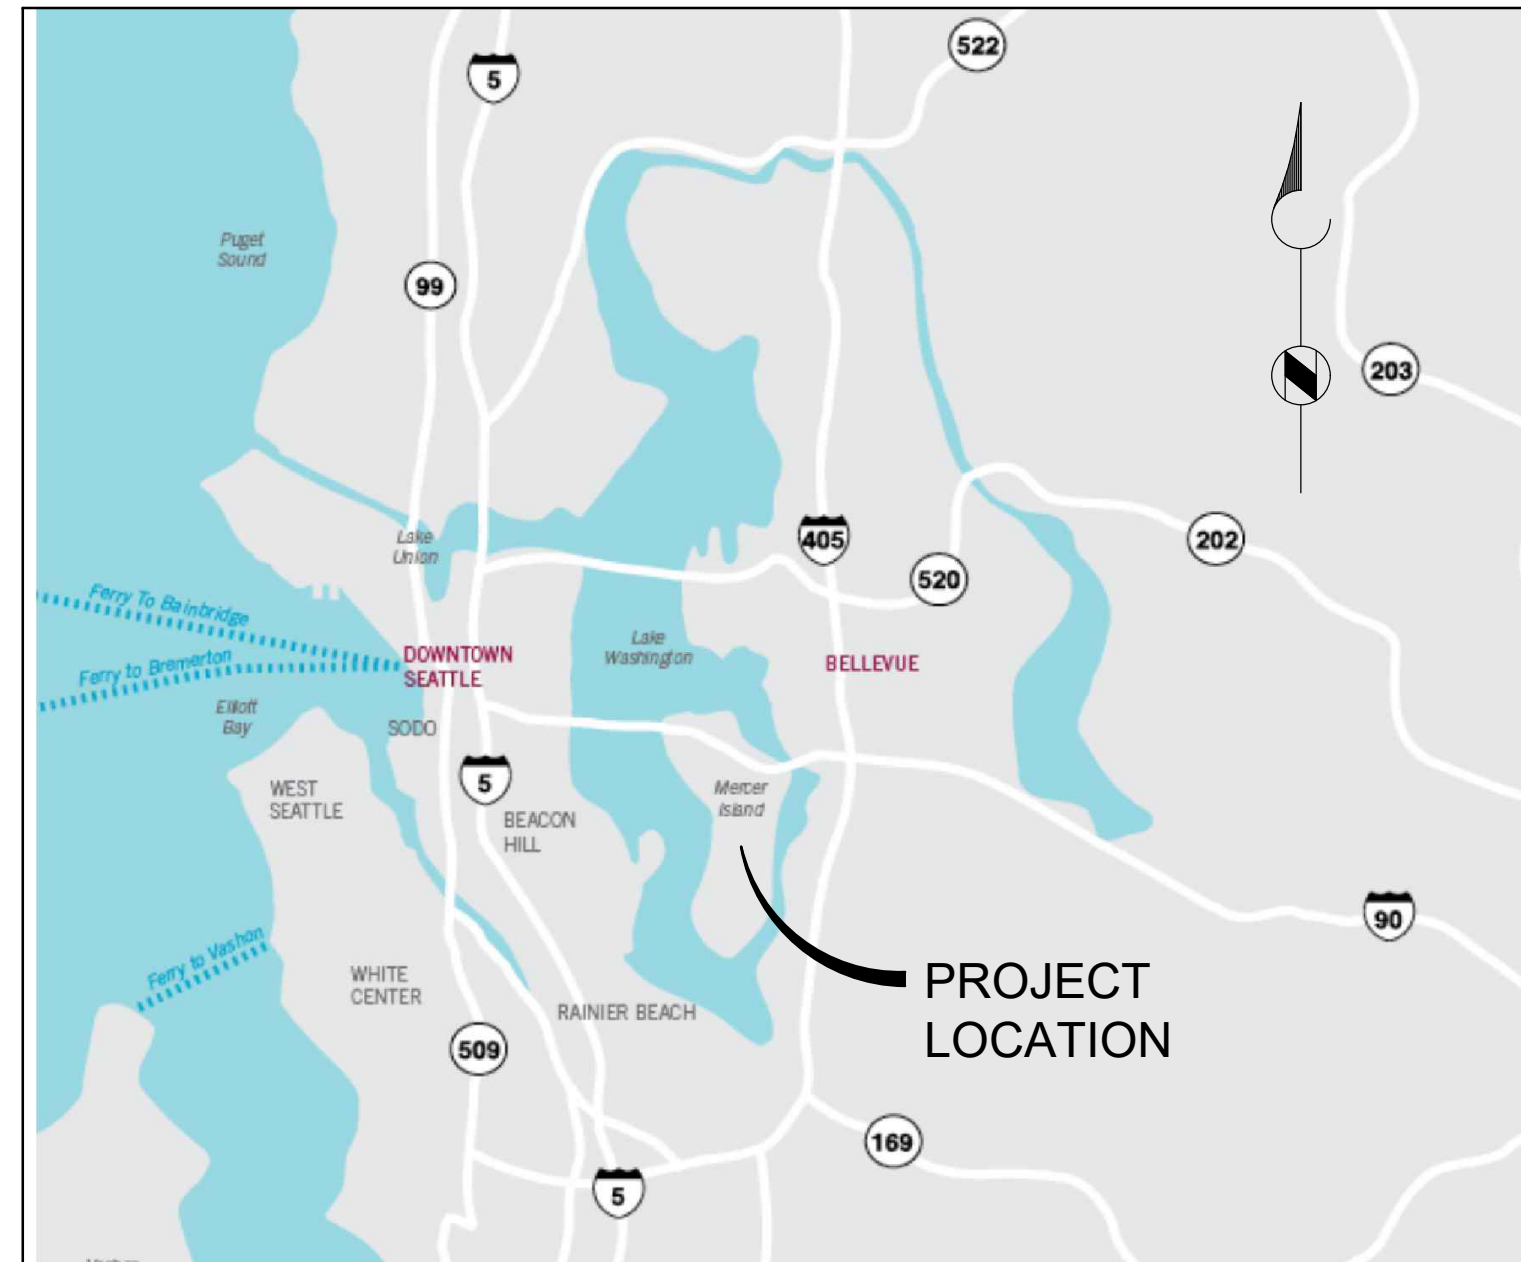 522
5
Puget
Sound
99
203
Lake
Union
405
202
520
Ferry To Bainbridge
Lake
Washington
DOWNTOWN
SEATTLE
BELLEVUE
Ferry to Bremerton
Elliott
Bay
SODO
5
WEST
SEATTLE
Mercer
Island
BEACON
HILL
90
Ferry to Vashon
WHITE
CENTER
PROJECT
LOCATION
RAINIER BEACH
509
169
5